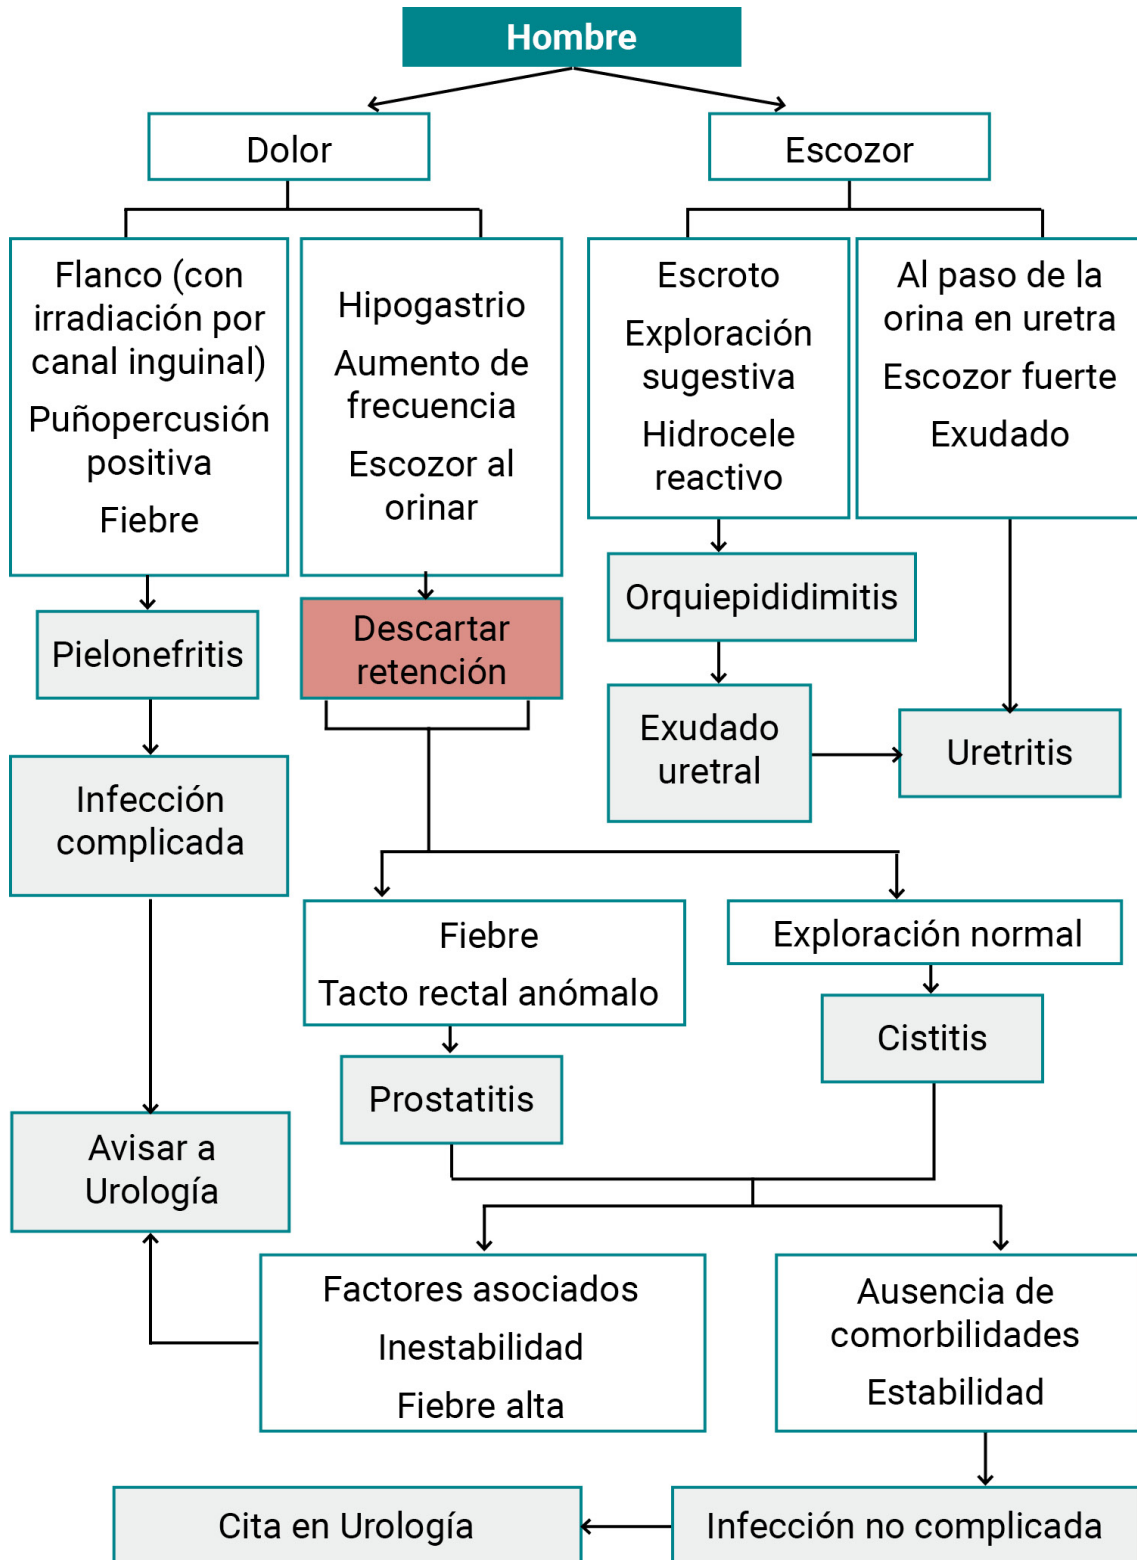 Hombre
Dolor
Escozor
Flanco (con
irradiación por
canal inguinal)
Puñopercusión
positiva
Fiebre
Hipogastrio
Aumento de
frecuencia
Escozor al
orinar
Escroto
Exploración
sugestiva
Hidrocele
reactivo
Al paso de la
orina en uretra
Escozor fuerte
Exudado
Pielonefritis
Descartar
retención
Orquiepididimitis
Exudado
uretral
Uretritis
Infección
complicada
Fiebre
Tacto rectal anómalo
Exploración normal
Prostatitis
Cistitis
Avisar a
Urología
Factores asociados
Inestabilidad
Fiebre alta
Ausencia de
comorbilidades
Estabilidad
Cita en Urología
Infección no complicada